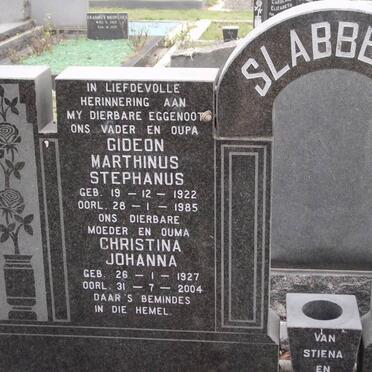 IN LIEFDEVOLLE
HERINNERING AAN
MY DIERBARE EGGENOOT
ONS VADER EN OUPA
GIDEON
MARTHINUS
STEPHANUS
GEB. 19 - 12 - 1922
OORL. 28 - 1 - 1985
ONS DIERBARE
MOEDER EN OUMA
CHRISTINA
JOHANNA
GEB. 26 - 1 - 1927
OORL. 31 - 7 - 2004
DAAR'S BEMINDES
IN DIE HEMEL
SLABBE
VAN
STIENA
EN